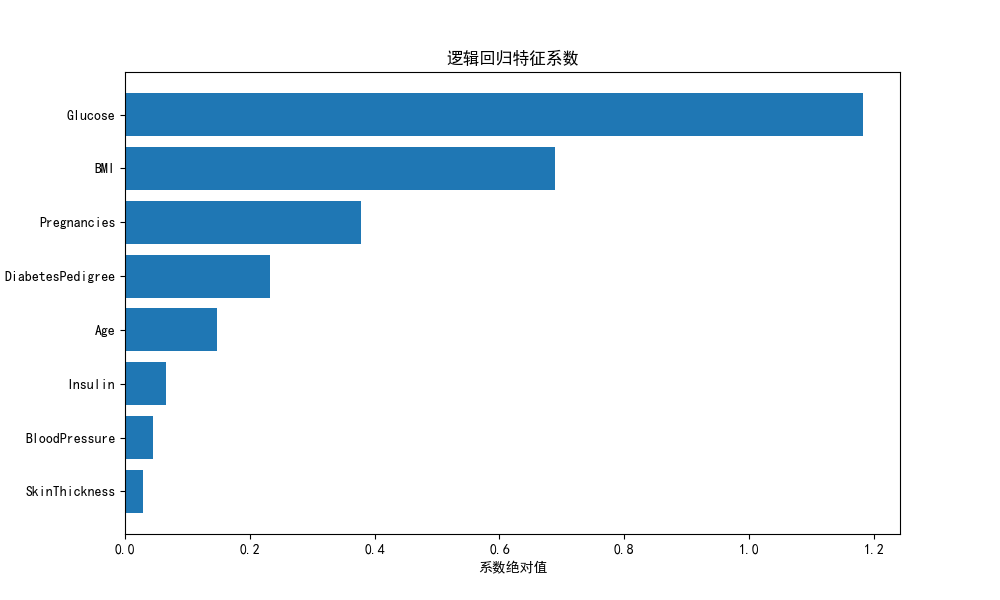 逻辑回归特征系数
Glucose
BMI
Pregnancies
DiabetesPedigree
Age
Insulin
BloodPressure
SkinThickness
0.0 0.2 0.4 0.6 0.8 1.0 1.2
系数绝对值